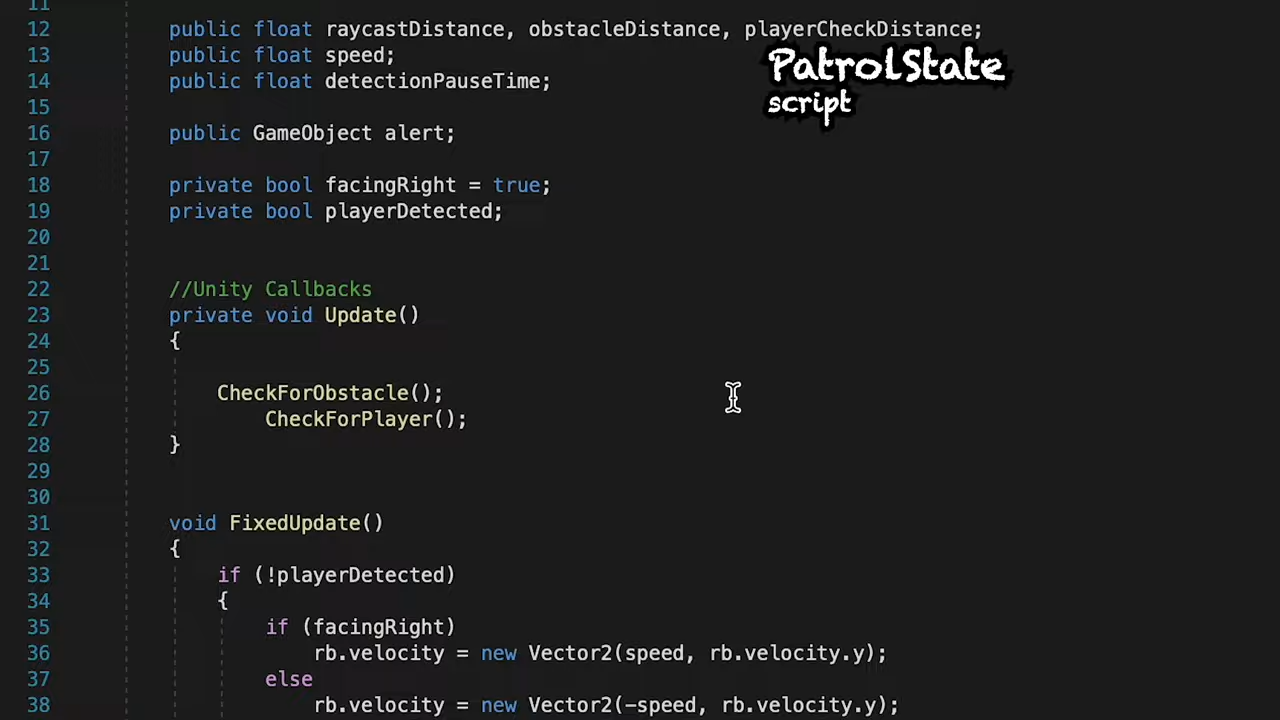 11
12 public float raycastDistance, obstacleDistance, playerCheckDistance;
13 public float speed;
14 public float detectionPauseTime;
15
16 public GameObject alert;
17
18 private bool facingRight = true;
19 private bool playerDetected;
20
21
22 //Unity Callbacks
23 private void Update()
24 {
25
26 CheckForObstacle();
27 CheckForPlayer();
28 }
29
30
31 void FixedUpdate()
32 {
33 if (!playerDetected)
34 {
35 if (facingRight)
36 rb.velocity = new Vector2(speed, rb.velocity.y);
37 else
38 rb.velocity = new Vector2(-speed, rb.velocity.y);
PatrolState
script